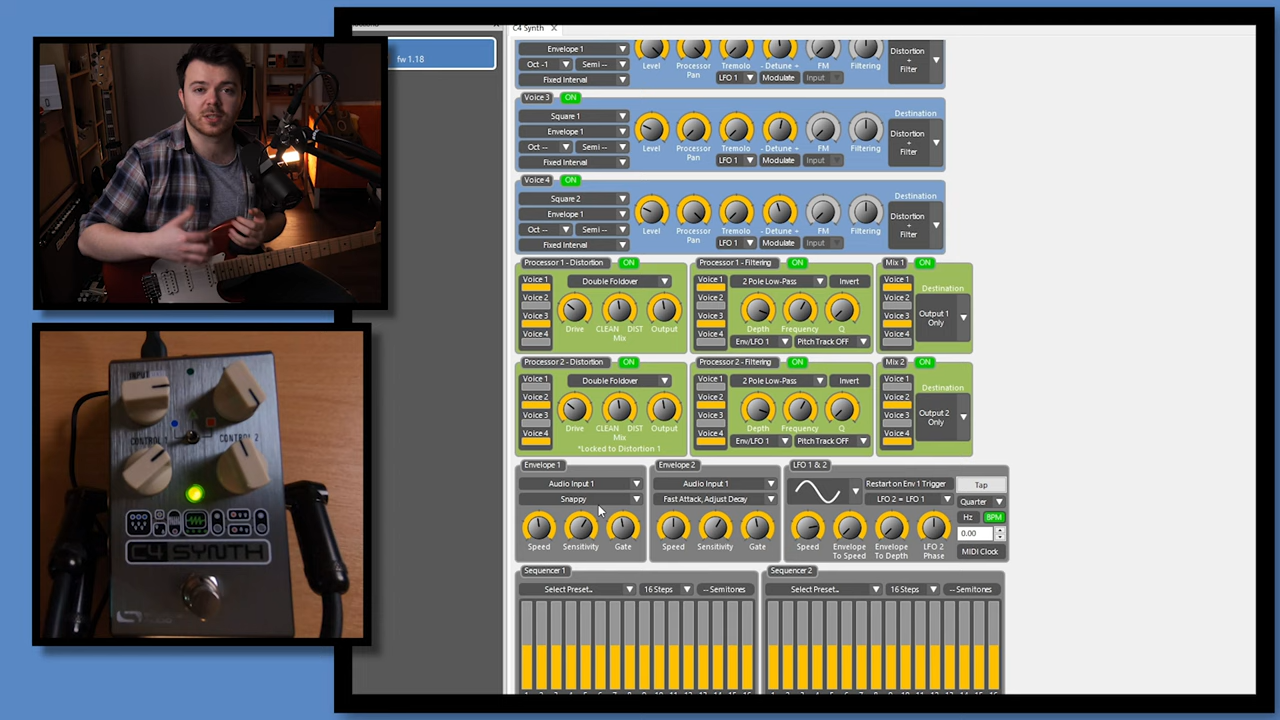 C4 Synth
fw 1.18
Envelope 1
Oct -1 Semi --
Fixed Interval
Level Processor Pan Tremolo - Detune + FM Filtering
LFO 1 Modulate Input
Distortion
+
Filter
Voice 3 ON
Square 1
Envelope 1
Oct -- Semi --
Fixed Interval
Level Processor Pan Tremolo - Detune + FM Filtering
LFO 1 Modulate Input
Destination
Distortion
+
Filter
Voice 4 ON
Square 2
Envelope 1
Oct -- Semi --
Fixed Interval
Level Processor Pan Tremolo - Detune + FM Filtering
LFO 1 Modulate Input
Destination
Distortion
+
Filter
Processor 1 - Distortion ON
Voice 1
Voice 2
Voice 3
Voice 4
Double Foldover
Drive CLEAN DIST Output
Mix
Processor 1 - Filtering ON
Voice 1
Voice 2
Voice 3
Voice 4
2 Pole Low-Pass Invert
Depth Frequency Q
Env/LFO 1 Pitch Track OFF
Mix 1 ON
Voice 1
Voice 2
Voice 3
Voice 4
Destination
Output 1
Only
Processor 2 - Distortion ON
Voice 1
Voice 2
Voice 3
Voice 4
Double Foldover
Drive CLEAN DIST Output
Mix
*Locked to Distortion 1
Processor 2 - Filtering ON
Voice 1
Voice 2
Voice 3
Voice 4
2 Pole Low-Pass Invert
Depth Frequency Q
Env/LFO 1 Pitch Track OFF
Mix 2 ON
Voice 1
Voice 2
Voice 3
Voice 4
Destination
Output 2
Only
Envelope 1
Audio Input 1
Snappy
Speed Sensitivity Gate
Envelope 2
Audio Input 1
Fast Attack, Adjust Decay
Speed Sensitivity Gate
LFO 1 & 2
Restart on Env 1 Trigger
LFO 2 = LFO 1
Tap
Quarter
Hz BPM
0.00
MIDI Clock
Speed Envelope To Speed Envelope To Depth LFO 2 Phase
Sequencer 1
Select Preset.. 16 Steps -- Semitones
Sequencer 2
Select Preset.. 16 Steps -- Semitones
INPUT
CONTROL 1 CONTROL 2
C4 SYNTH